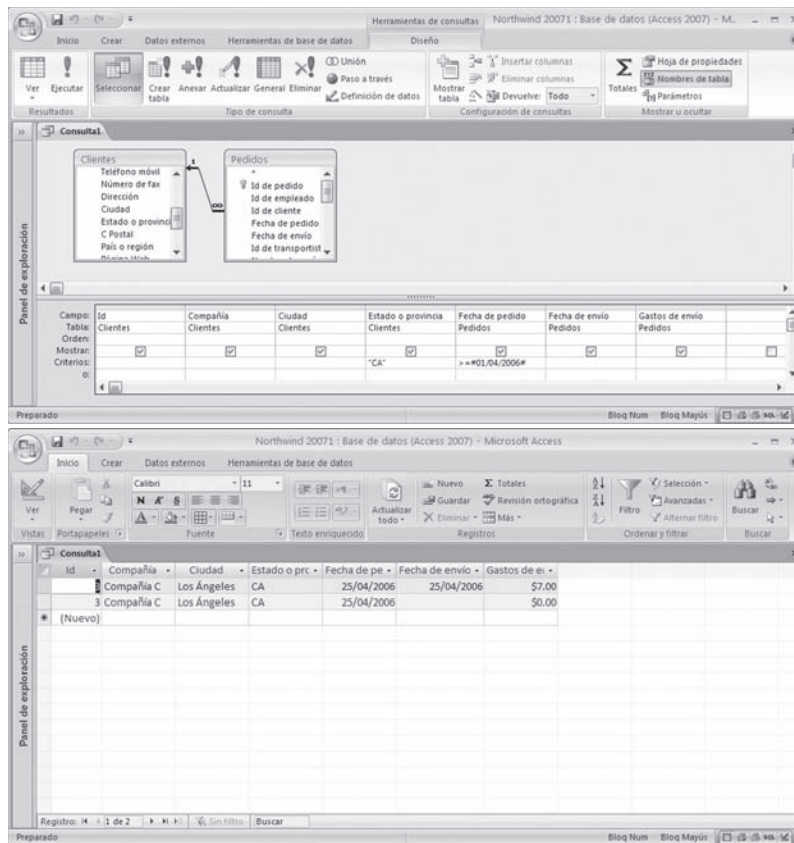 Herramientas de consultas Northwind 20071 : Base de datos (Access 2007) - M...
Inicio Crear Datos externos Herramientas de base de datos Diseño
Ver Ejecutar Seleccionar Crear tabla Anexar Actualizar General Eliminar
Unión
Paso a través
Definición de datos
Mostrar tabla
Insertar columnas
Eliminar columnas
Devuelve: Todo
Totales
Hoja de propiedades
Nombres de tabla
Parámetros
Resultados Tipo de consulta Configuración de consultas Mostrar u ocultar
Consulta1
Panel de exploración
Clientes
Teléfono móvil
Número de fax
Dirección
Ciudad
Estado o provinci
C Postal
País o región
Página Web
1
∞
Pedidos
*
Id de pedido
Id de empleado
Id de cliente
Fecha de pedido
Fecha de envío
Id de transportist
Campo: Id Compañía Ciudad Estado o provincia Fecha de pedido Fecha de envío Gastos de envío
Tabla: Clientes Clientes Clientes Clientes Pedidos Pedidos Pedidos
Orden:
Mostrar:
Criterios: "CA" >=#01/04/2006#
o:
Preparado Bloq Num Bloq Mayús SQL
Northwind 20071 : Base de datos (Access 2007) - Microsoft Access
Inicio Crear Datos externos Herramientas de base de datos
Ver
Pegar
Calibri 11
N K S
Actualizar todo
Nuevo
Guardar
Eliminar
Totales
Revisión ortográfica
Más
Filtro
Selección
Avanzadas
Alternar filtro
Buscar
Vistas Portapapeles Fuente Texto enriquecido Registros Ordenar y filtrar Buscar
Consulta1
Panel de exploración
Id Compañía Ciudad Estado o prc Fecha de pe Fecha de envío Gastos de ei
3 Compañía C Los Ángeles CA 25/04/2006 25/04/2006 $7.00
3 Compañía C Los Ángeles CA 25/04/2006 $0.00
(Nuevo)
Registro: 1 de 2 Sin filtro Buscar
Preparado Bloq Num Bloq Mayús SQL